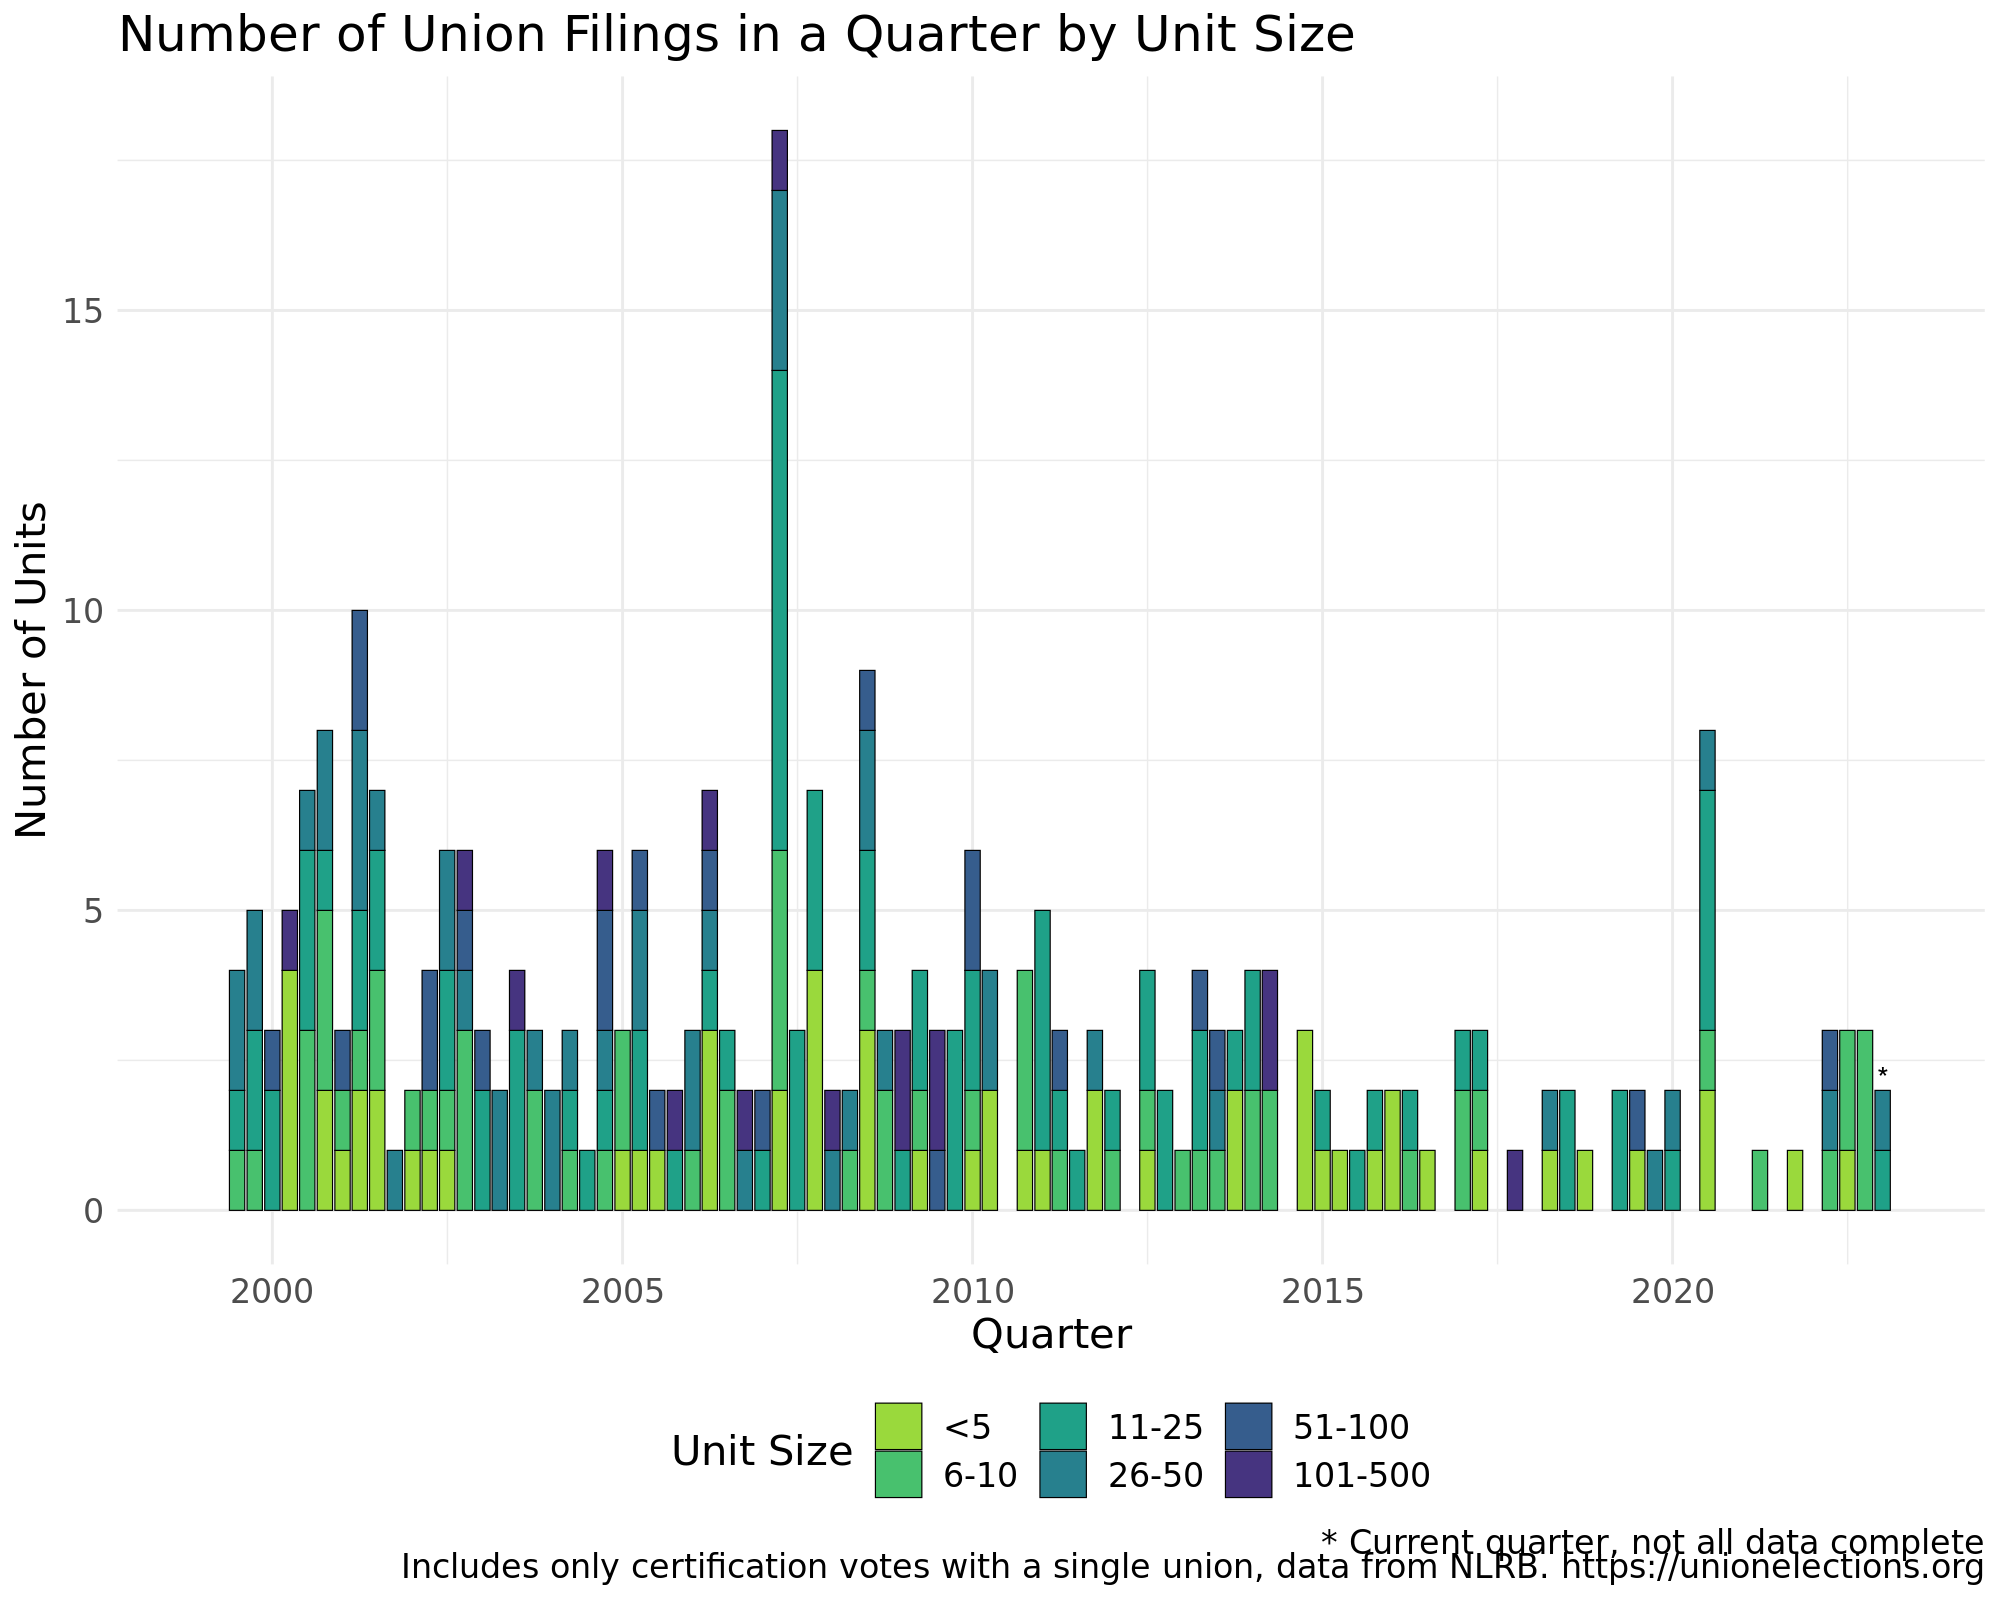 Number of Union Filings in a Quarter by Unit Size
Number of Units
15
10
5
0
*
2000 2005 2010 2015 2020
Quarter
Unit Size
<5 11-25 51-100
6-10 26-50 101-500
* Current quarter, not all data complete
Includes only certification votes with a single union, data from NLRB. https://unionelections.org